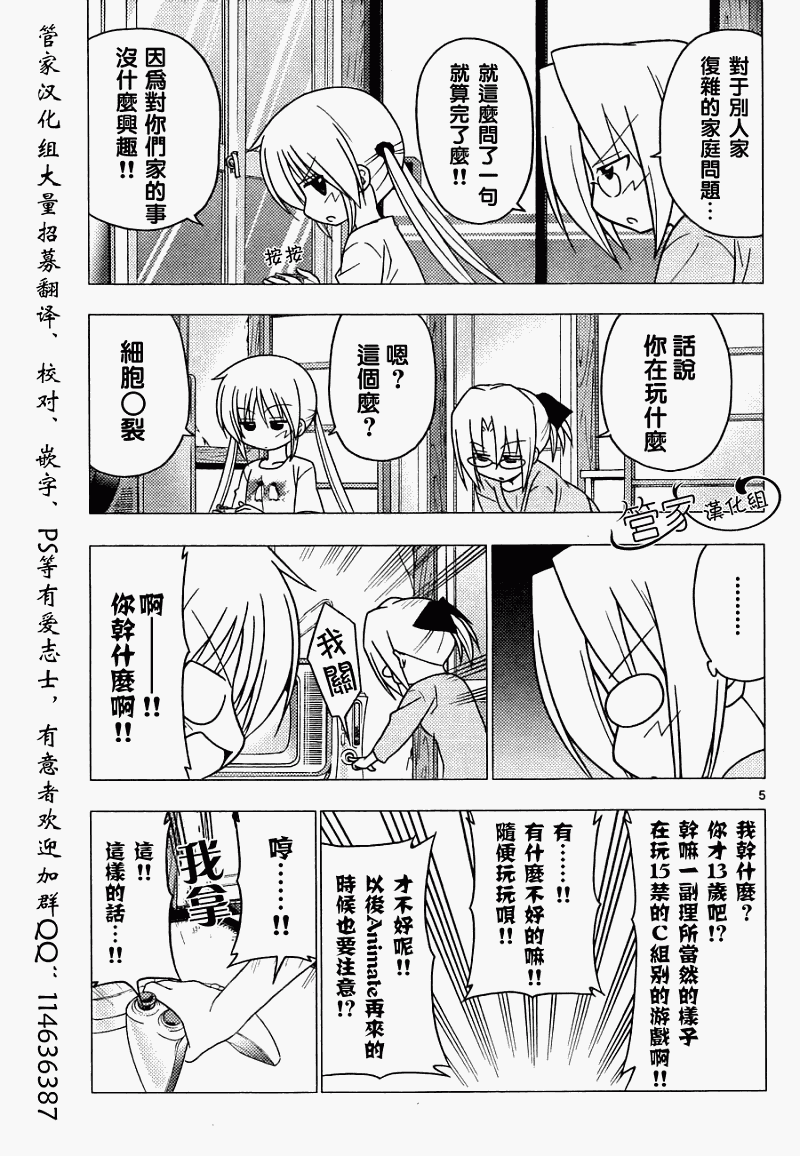 對于別人家
復雜的家庭問題…
就這麼問了一句
就算完了麼!!
因爲對你們家的事
沒什麼興趣!!
按按
話說
你在玩什麼
嗯?
這個麼?
細胞○裂
管家漢化組
………
我關
啊——!!
你幹什麼啊!!
5
我幹什麼?
你才13歲吧!?
幹嘛一副理所當然的樣子
在玩15禁的C組别的游戲啊!!
有……!!
有什麼不好的嘛!!
隨便玩玩唄!!
才不好呢!!
以後Animate再來的
時候也要注意!?
哼……!!
我拿
這!!
這樣的話…!!
管家汉化组大量招募翻译、校对、嵌字、PS等有爱志士，有意者欢迎加群QQ：114636387